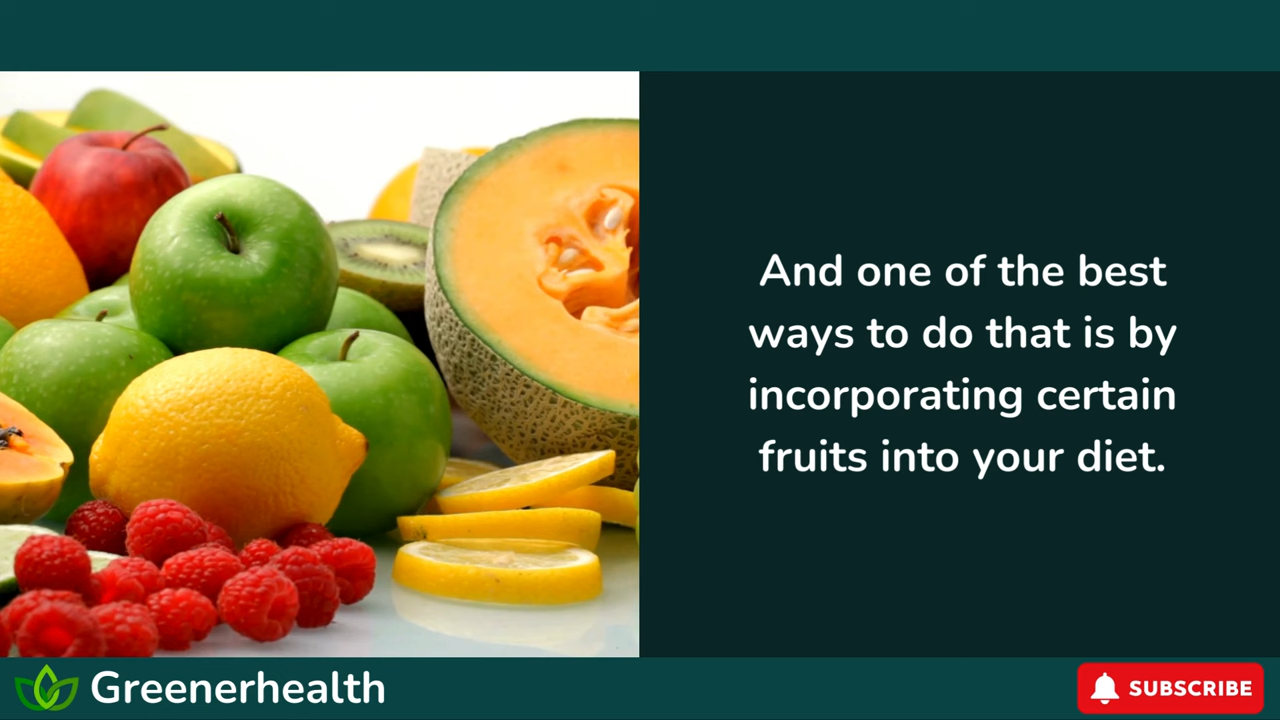 And one of the best
ways to do that is by
incorporating certain
fruits into your diet.
Greenerhealth
SUBSCRIBE